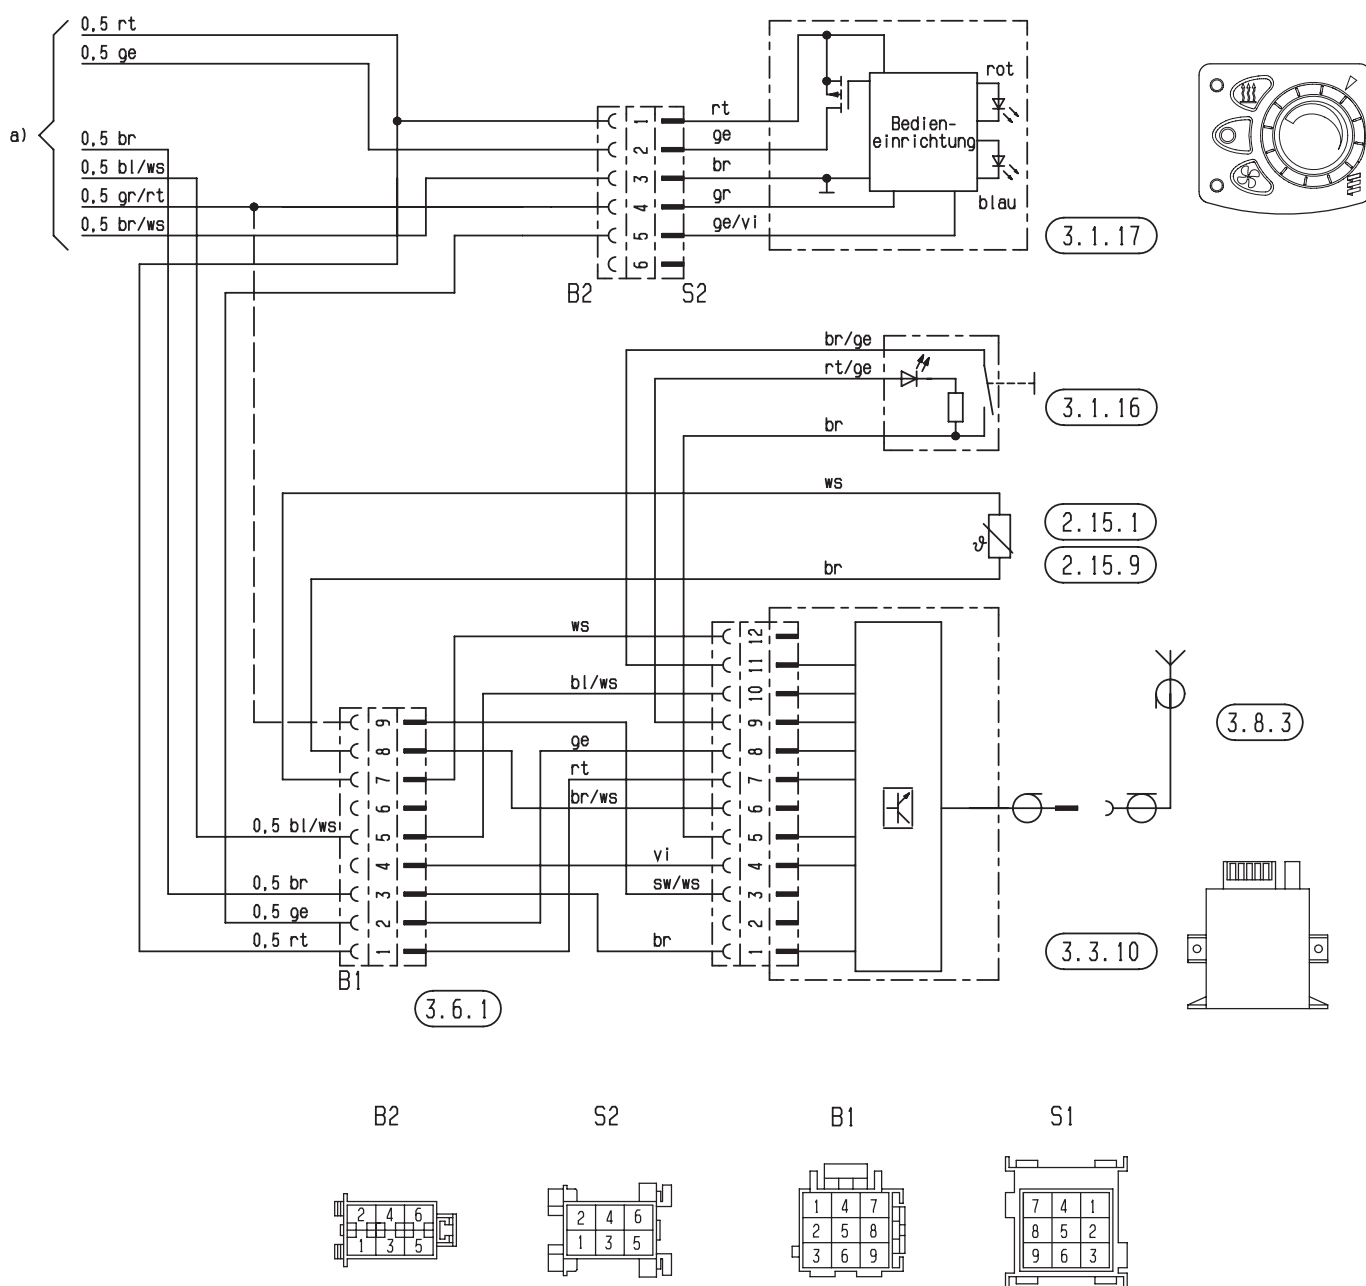 a)
0,5 rt
0,5 ge
0,5 br
0,5 bl/ws
0,5 gr/rt
0,5 br/ws
1
2
3
4
5
6
B2
S2
rt
ge
br
gr
ge/vi
Bedien-
einrichtung
rot
blau
3.1.17
br/ge
rt/ge
br
3.1.16
ws
ϑ
br
2.15.1
2.15.9
ws
bl/ws
ge
rt
br/ws
vi
sw/ws
br
12
11
10
9
8
7
6
5
4
3
2
1
9
8
7
6
5
4
3
2
1
0,5 bl/ws
0,5 br
0,5 ge
0,5 rt
B1
3.6.1
3.8.3
3.3.10
B2
S2
B1
S1
2 4 6
1 3 5
2 4 6
1 3 5
1 4 7
2 5 8
3 6 9
7 4 1
8 5 2
9 6 3